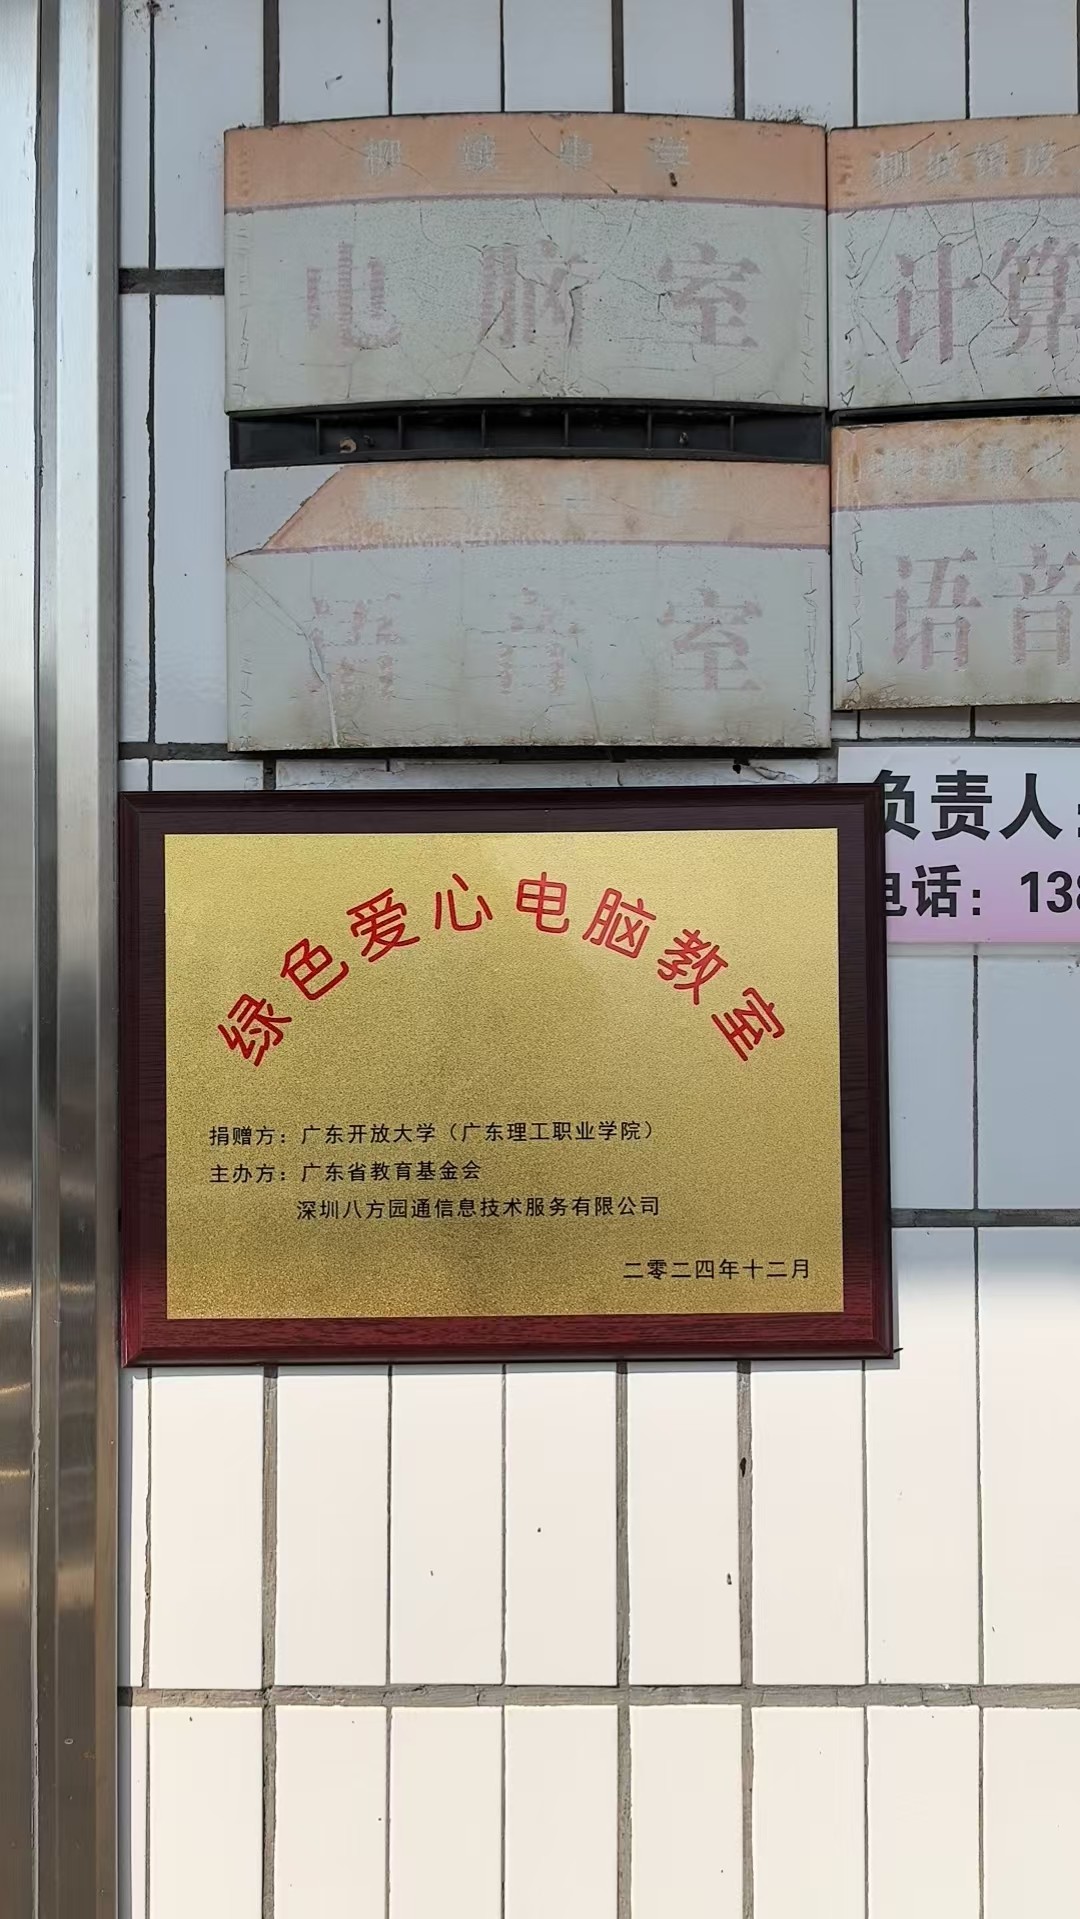 电脑室
计算
语音室
语音
负责人:
电话：138
绿色爱心电脑教室
捐赠方：广东开放大学（广东理工职业学院）
主办方：广东省教育基金会
深圳八方园通信息技术服务有限公司
二零二四年十二月